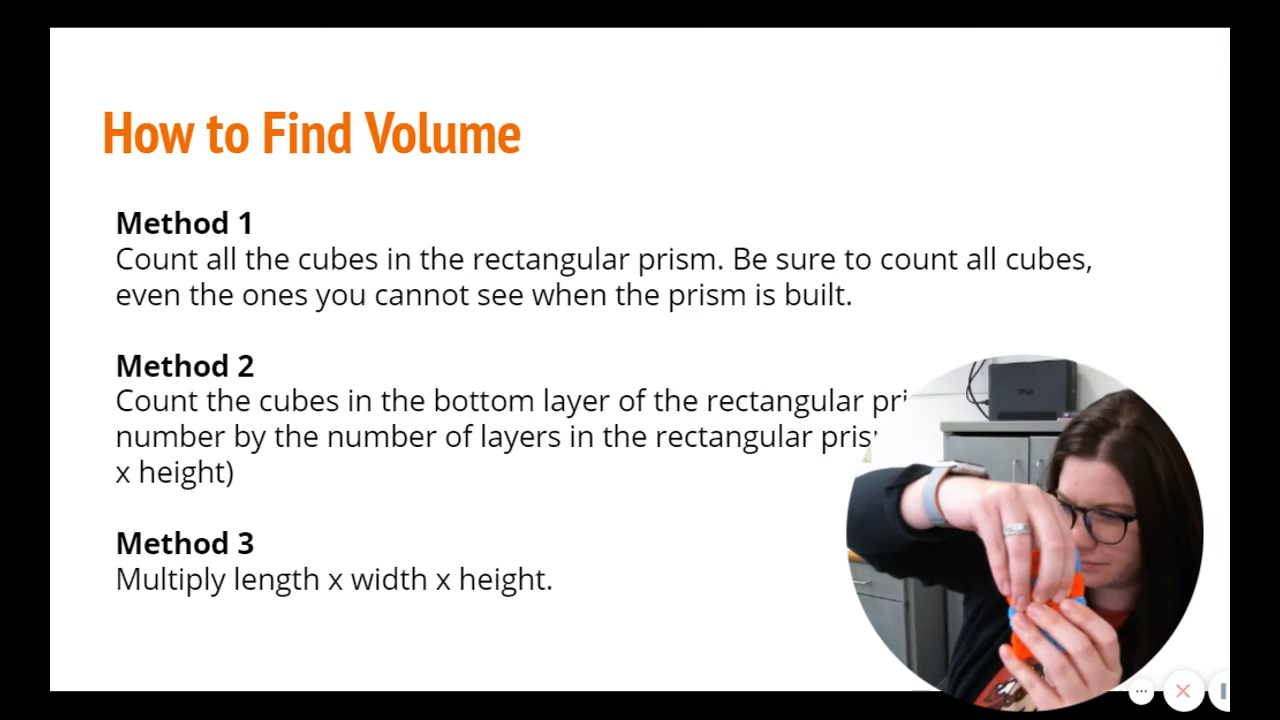 How to Find Volume
Method 1
Count all the cubes in the rectangular prism. Be sure to count all cubes,
even the ones you cannot see when the prism is built.
Method 2
Count the cubes in the bottom layer of the rectangular
number by the number of layers in the rectangular
x height)
Method 3
Multiply length x width x height.